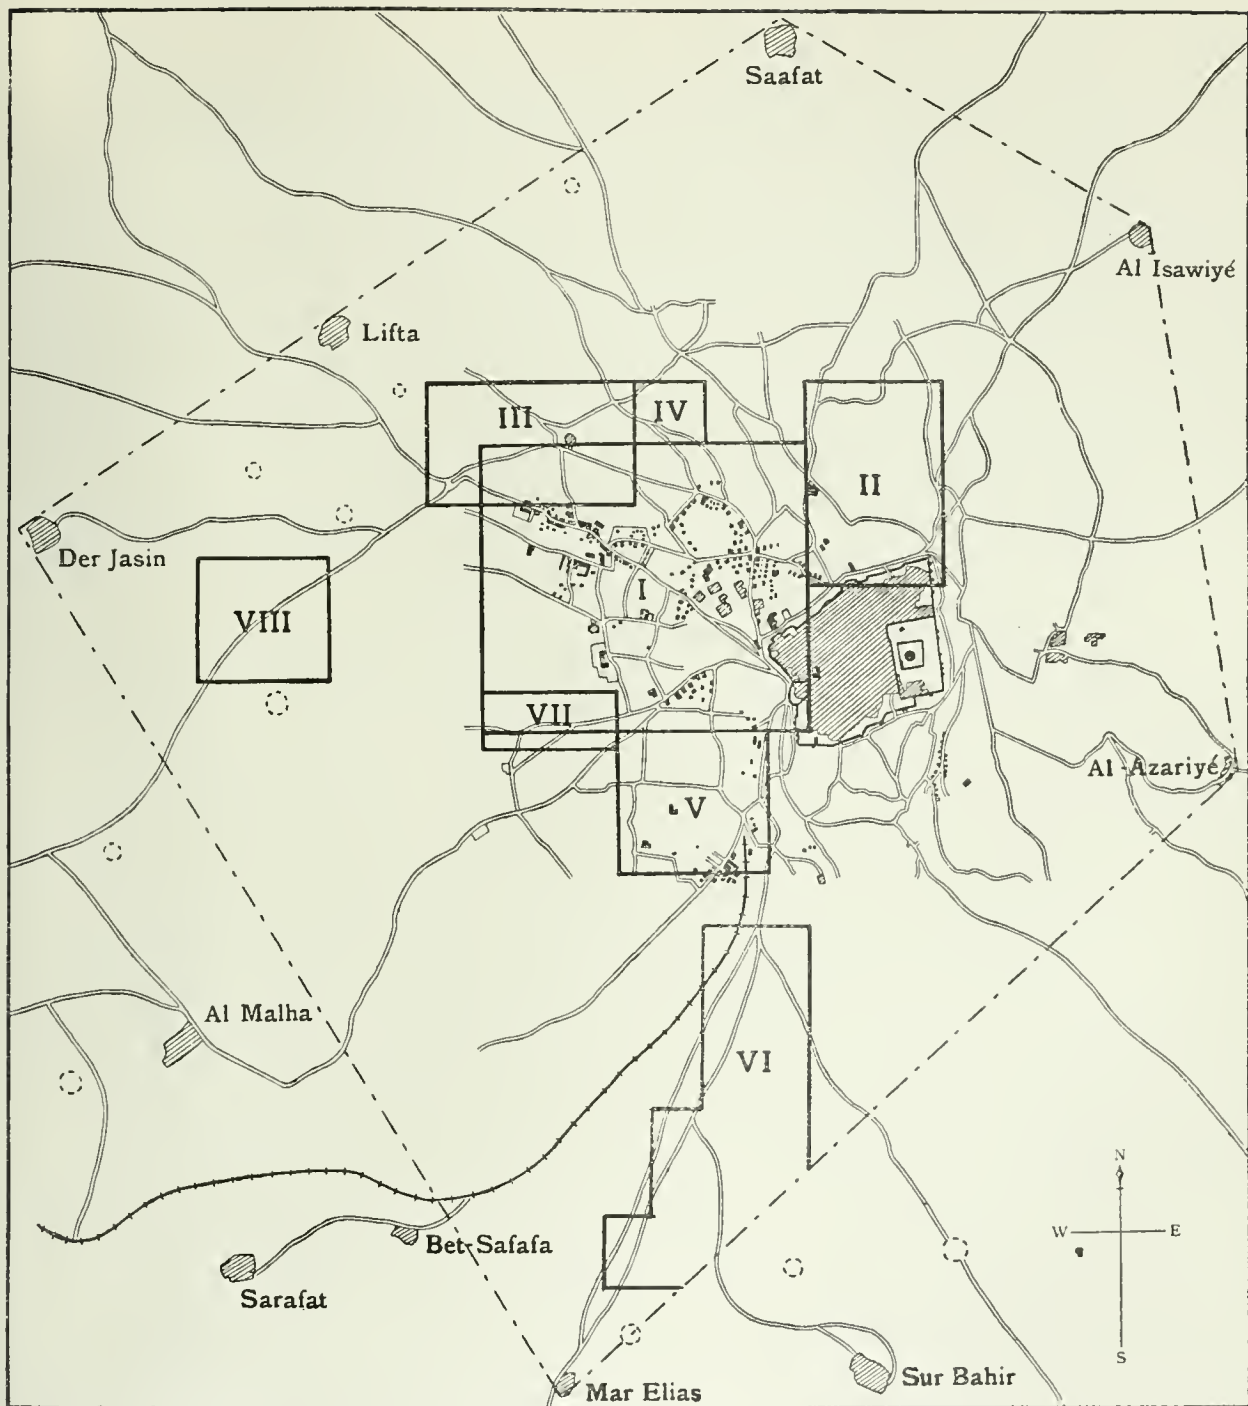 Saafat
Al Isawiyé
Lifta
III
IV
II
Der Jasin
I
VIII
VII
Al-Azariyé
V
Al Malha
VI
N
W
E
Bet-Safafa
Sarafat
S
Sur Bahir
Mar Elias